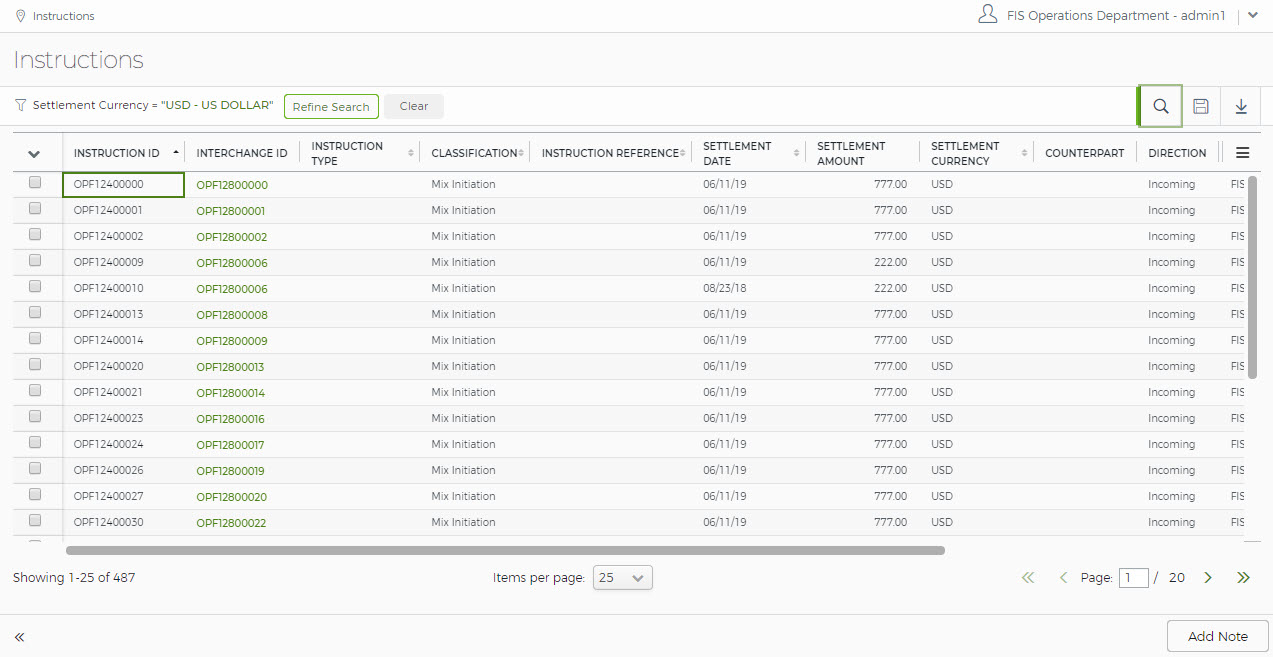 Instructions
FIS Operations Department - admin1
Instructions
Settlement Currency = "USD - US DOLLAR" Refine Search Clear
INSTRUCTION ID INTERCHANGE ID INSTRUCTION TYPE CLASSIFICATION INSTRUCTION REFERENCE SETTLEMENT DATE SETTLEMENT AMOUNT SETTLEMENT CURRENCY COUNTERPART DIRECTION
OPF12400000 OPF12800000 Mix Initiation 06/11/19 777.00 USD Incoming FIS
OPF12400001 OPF12800001 Mix Initiation 06/11/19 777.00 USD Incoming FIS
OPF12400002 OPF12800002 Mix Initiation 06/11/19 777.00 USD Incoming FIS
OPF12400009 OPF12800006 Mix Initiation 06/11/19 222.00 USD Incoming FIS
OPF12400010 OPF12800006 Mix Initiation 08/23/18 222.00 USD Incoming FIS
OPF12400013 OPF12800008 Mix Initiation 06/11/19 777.00 USD Incoming FIS
OPF12400014 OPF12800009 Mix Initiation 06/11/19 777.00 USD Incoming FIS
OPF12400020 OPF12800013 Mix Initiation 06/11/19 777.00 USD Incoming FIS
OPF12400021 OPF12800014 Mix Initiation 06/11/19 777.00 USD Incoming FIS
OPF12400023 OPF12800016 Mix Initiation 06/11/19 777.00 USD Incoming FIS
OPF12400024 OPF12800017 Mix Initiation 06/11/19 777.00 USD Incoming FIS
OPF12400026 OPF12800019 Mix Initiation 06/11/19 777.00 USD Incoming FIS
OPF12400027 OPF12800020 Mix Initiation 06/11/19 777.00 USD Incoming FIS
OPF12400030 OPF12800022 Mix Initiation 06/11/19 777.00 USD Incoming FIS
Showing 1-25 of 487 Items per page: 25 Page: 1 / 20
Add Note